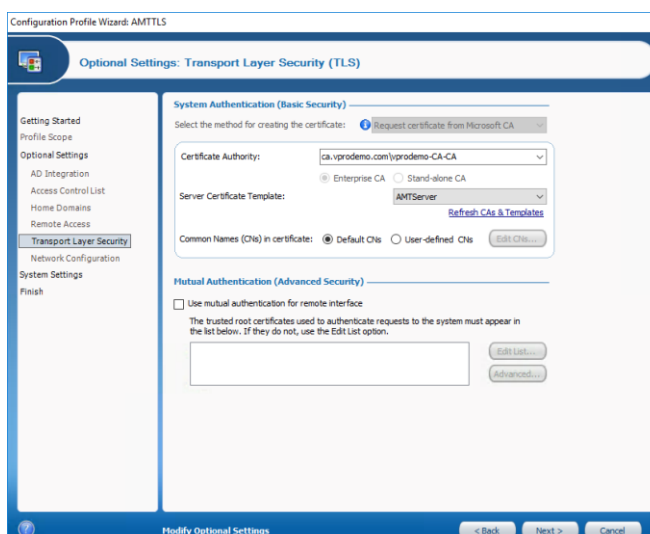 Configuration Profile Wizard: AMTTLS
Optional Settings: Transport Layer Security (TLS)
Getting Started
Profile Scope
Optional Settings
AD Integration
Access Control List
Home Domains
Remote Access
Transport Layer Security
Network Configuration
System Settings
Finish
System Authentication (Basic Security)
Select the method for creating the certificate: Request certificate from Microsoft CA
Certificate Authority: ca.vprodemo.com\vprodemo-CA-CA
Enterprise CA Stand-alone CA
Server Certificate Template: AMTServer
Refresh CAs & Templates
Common Names (CNs) in certificate: Default CNs User-defined CNs Edit CNs...
Mutual Authentication (Advanced Security)
Use mutual authentication for remote interface
The trusted root certificates used to authenticate requests to the system must appear in
the list below. If they do not, use the Edit List option.
Edit List...
Advanced...
Modify Optional Settings
< Back Next > Cancel